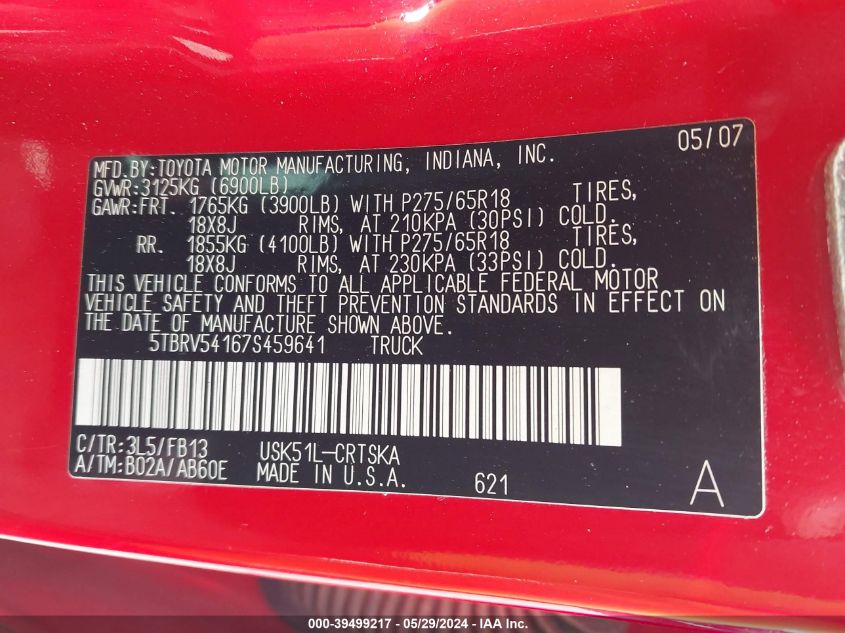 05/07
MFD.BY:TOYOTA MOTOR MANUFACTURING, INDIANA, INC.
GVWR:3125KG (6900LB)
GAWR:FRT. 1765KG (3900LB) WITH P275/65R18 TIRES,
18X8J RIMS, AT 210KPA (30PSI) COLD.
RR. 1855KG (4100LB) WITH P275/65R18 TIRES,
18X8J RIMS, AT 230KPA (33PSI) COLD.
THIS VEHICLE CONFORMS TO ALL APPLICABLE FEDERAL MOTOR
VEHICLE SAFETY AND THEFT PREVENTION STANDARDS IN EFFECT ON
THE DATE OF MANUFACTURE SHOWN ABOVE.
5TBRV54167S459641 TRUCK
C/TR:3L5/FB13 USK51L-CRTSKA
A/TM:B02A/AB60E MADE IN U.S.A. 621 A
000-39499217 - 05/29/2024 - IAAI.com